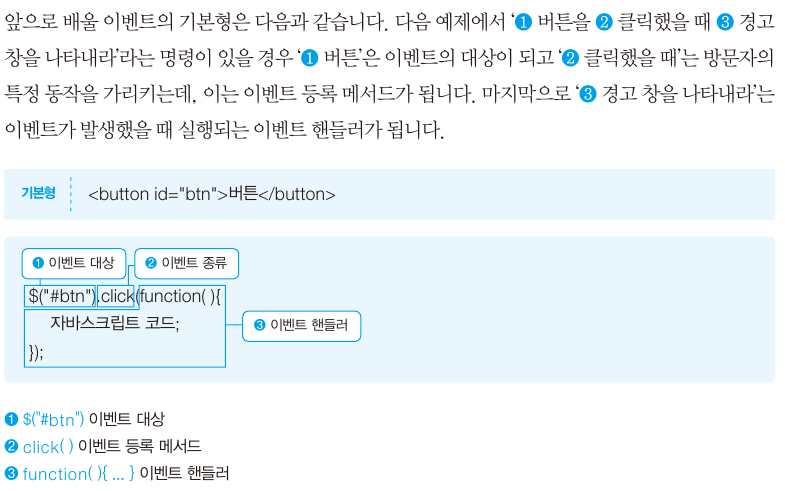 앞으로 배울 이벤트의 기본형은 다음과 같습니다. 다음 예제에서 ‘❶ 버튼을 ❷ 클릭했을 때 ❸ 경고
창을 나타내라’라는 명령이 있을 경우 ‘❶ 버튼’은 이벤트의 대상이 되고 ‘❷ 클릭했을 때’는 방문자의
특정 동작을 가리키는데, 이는 이벤트 등록 메서드가 됩니다. 마지막으로 ‘❸ 경고 창을 나타내라’는
이벤트가 발생했을 때 실행되는 이벤트 핸들러가 됩니다.
기본형 <button id="btn">버튼</button>
❶ 이벤트 대상 ❷ 이벤트 종류
$("#btn").click(function( ){
자바스크립트 코드;
❸ 이벤트 핸들러
});
❶ $("#btn") 이벤트 대상
❷ click( ) 이벤트 등록 메서드
❸ function( ){ ... } 이벤트 핸들러